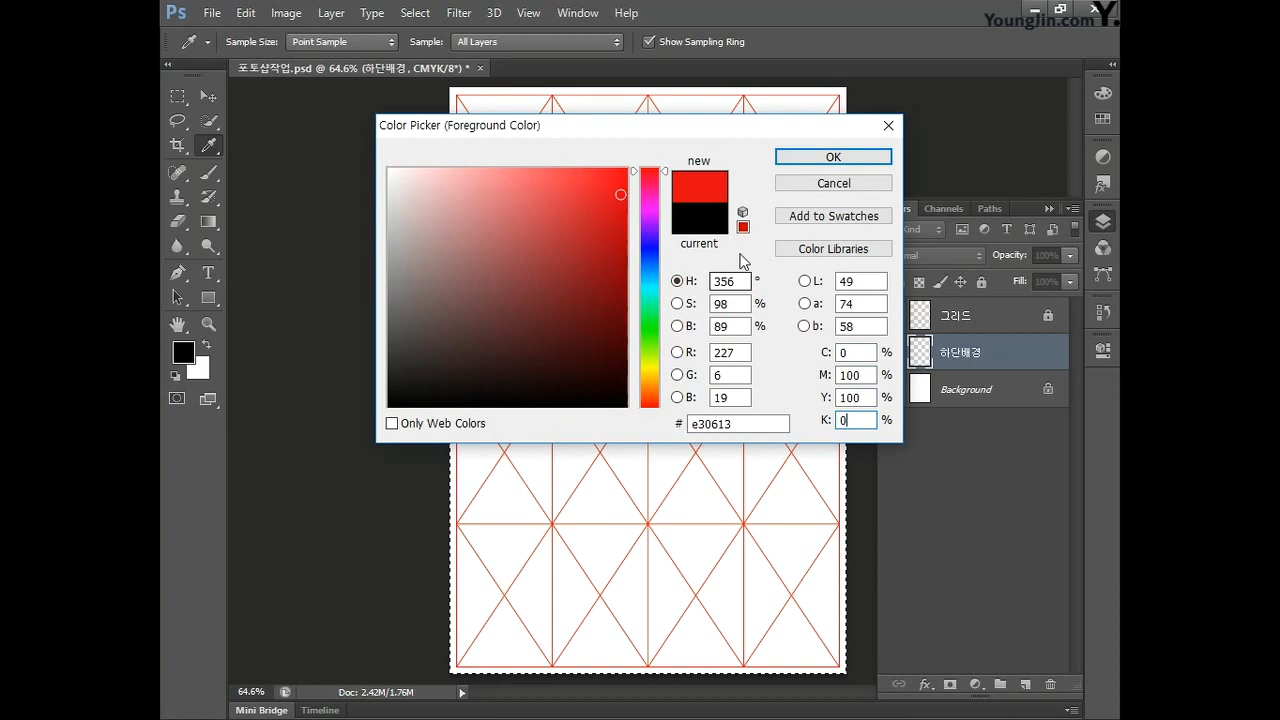 Ps File Edit Image Layer Type Select Filter 3D View Window Help
YoungJin.com Y.
Sample Size: Point Sample Sample: All Layers Show Sampling Ring
포토샵작업.psd @ 64.6% (하단배경, CMYK/8*) * ×
Color Picker (Foreground Color)
new
OK
Cancel
Add to Swatches
current
Color Libraries
H: 356 ° L: 49
S: 98 % a: 74
B: 89 % b: 58
R: 227 C: 0 %
G: 6 M: 100 %
B: 19 Y: 100 %
# e30613 K: 0 %
Only Web Colors
Channels Paths
Kind
Opacity: 100%
Fill: 100%
그리드
하단배경
Background
64.6% Doc: 2.42M/1.76M
Mini Bridge Timeline